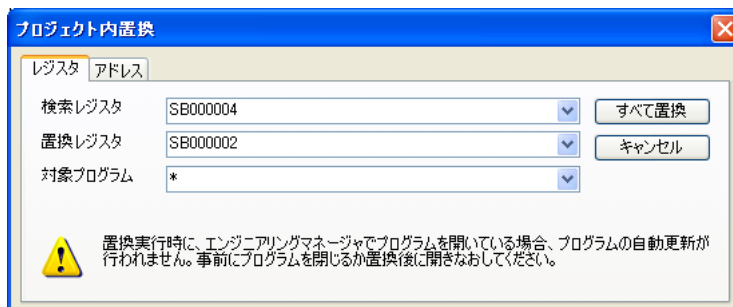 プロジェクト内置換
レジスタ アドレス
検索レジスタ SB000004 すべて置換
置換レジスタ SB000002 キャンセル
対象プログラム *
置換実行時に、エンジニアリングマネージャでプログラムを開いている場合、プログラムの自動更新が
行われません。事前にプログラムを閉じるか置換後に開きなおしてください。